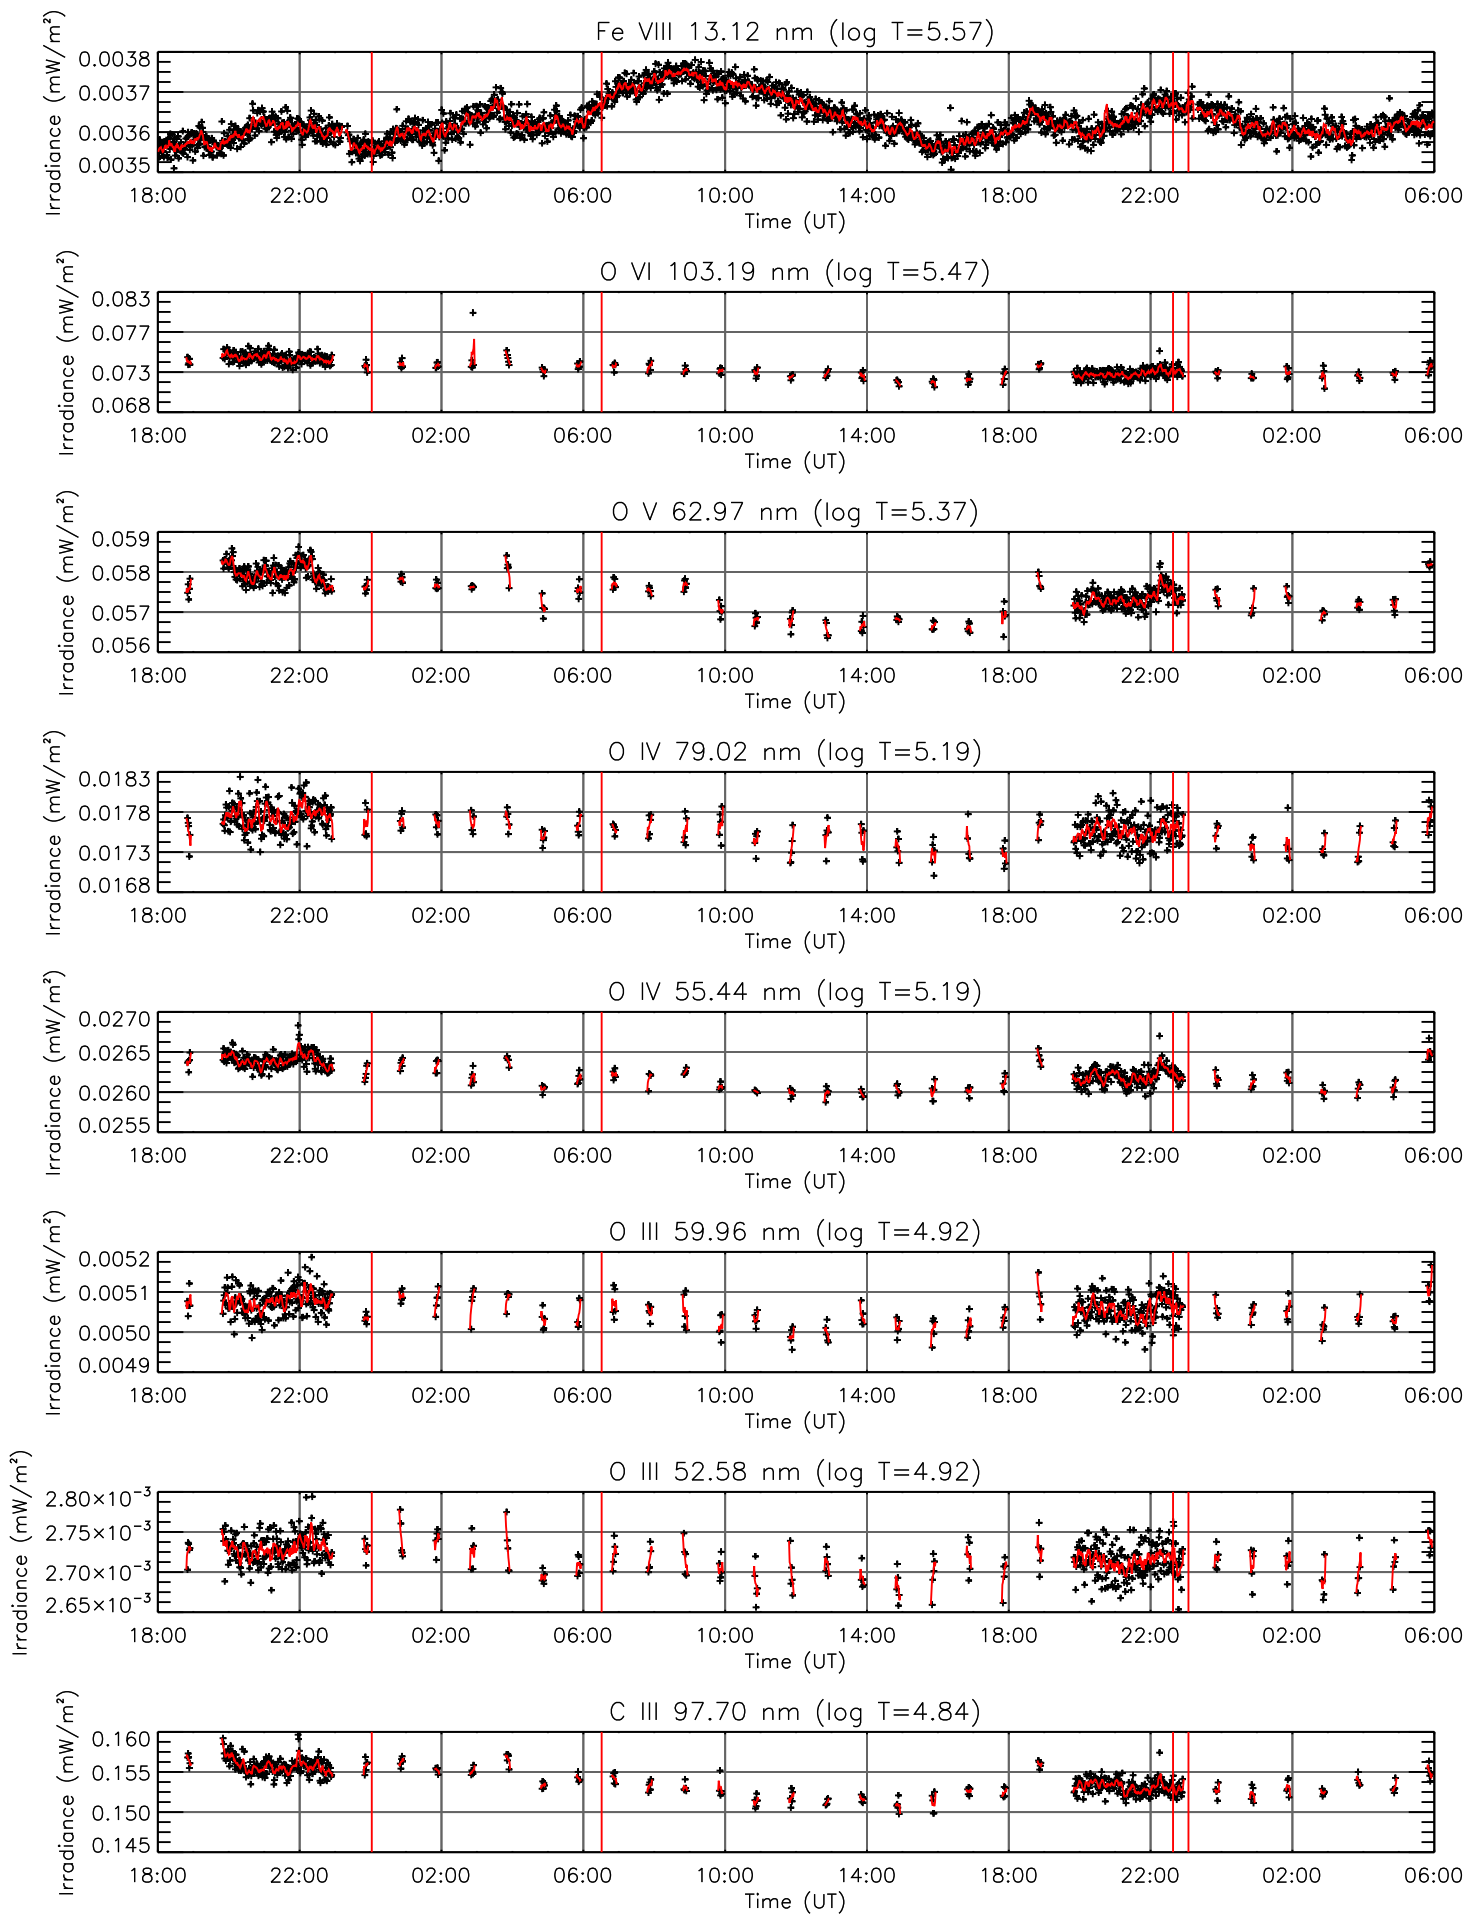 Fe VIII 13.12 nm (log T=5.57)
Irradiance (mW/m²)
0.0038
0.0037
0.0036
0.0035
18:00 22:00 02:00 06:00 10:00 14:00 18:00 22:00 02:00 06:00
Time (UT)
O VI 103.19 nm (log T=5.47)
Irradiance (mW/m²)
0.083
0.077
0.073
0.068
18:00 22:00 02:00 06:00 10:00 14:00 18:00 22:00 02:00 06:00
Time (UT)
O V 62.97 nm (log T=5.37)
Irradiance (mW/m²)
0.059
0.058
0.057
0.056
18:00 22:00 02:00 06:00 10:00 14:00 18:00 22:00 02:00 06:00
Time (UT)
O IV 79.02 nm (log T=5.19)
Irradiance (mW/m²)
0.0183
0.0178
0.0173
0.0168
18:00 22:00 02:00 06:00 10:00 14:00 18:00 22:00 02:00 06:00
Time (UT)
O IV 55.44 nm (log T=5.19)
Irradiance (mW/m²)
0.0270
0.0265
0.0260
0.0255
18:00 22:00 02:00 06:00 10:00 14:00 18:00 22:00 02:00 06:00
Time (UT)
O III 59.96 nm (log T=4.92)
Irradiance (mW/m²)
0.0052
0.0051
0.0050
0.0049
18:00 22:00 02:00 06:00 10:00 14:00 18:00 22:00 02:00 06:00
Time (UT)
O III 52.58 nm (log T=4.92)
Irradiance (mW/m²)
2.80×10⁻³
2.75×10⁻³
2.70×10⁻³
2.65×10⁻³
18:00 22:00 02:00 06:00 10:00 14:00 18:00 22:00 02:00 06:00
Time (UT)
C III 97.70 nm (log T=4.84)
Irradiance (mW/m²)
0.160
0.155
0.150
0.145
18:00 22:00 02:00 06:00 10:00 14:00 18:00 22:00 02:00 06:00
Time (UT)